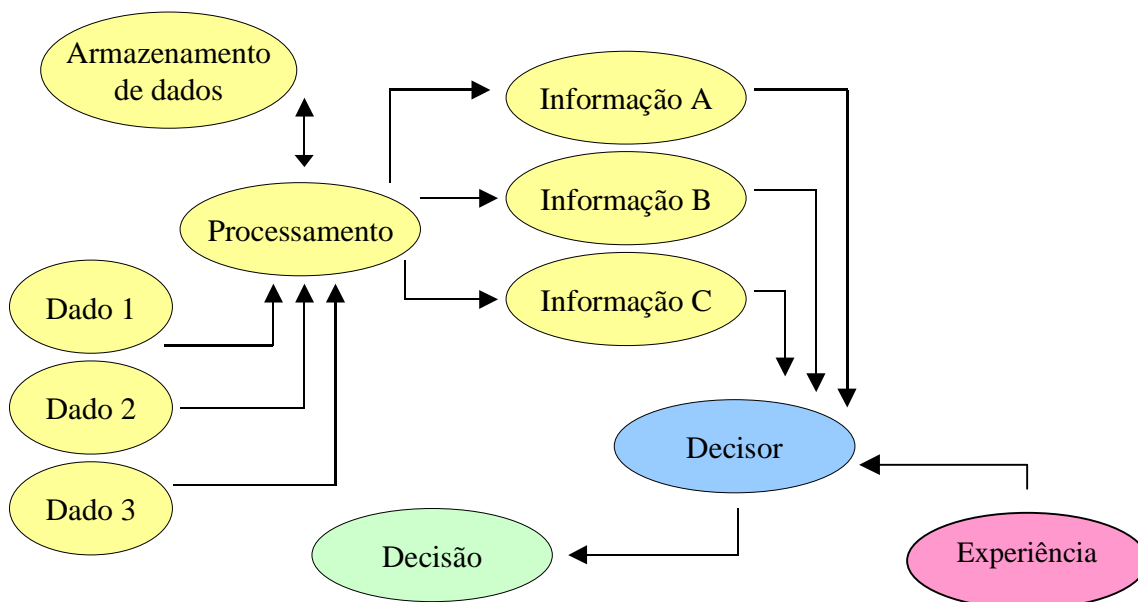 Armazenamento
de dados
Informação A
Informação B
Processamento
Informação C
Dado 1
Dado 2
Dado 3
Decisor
Decisão
Experiência